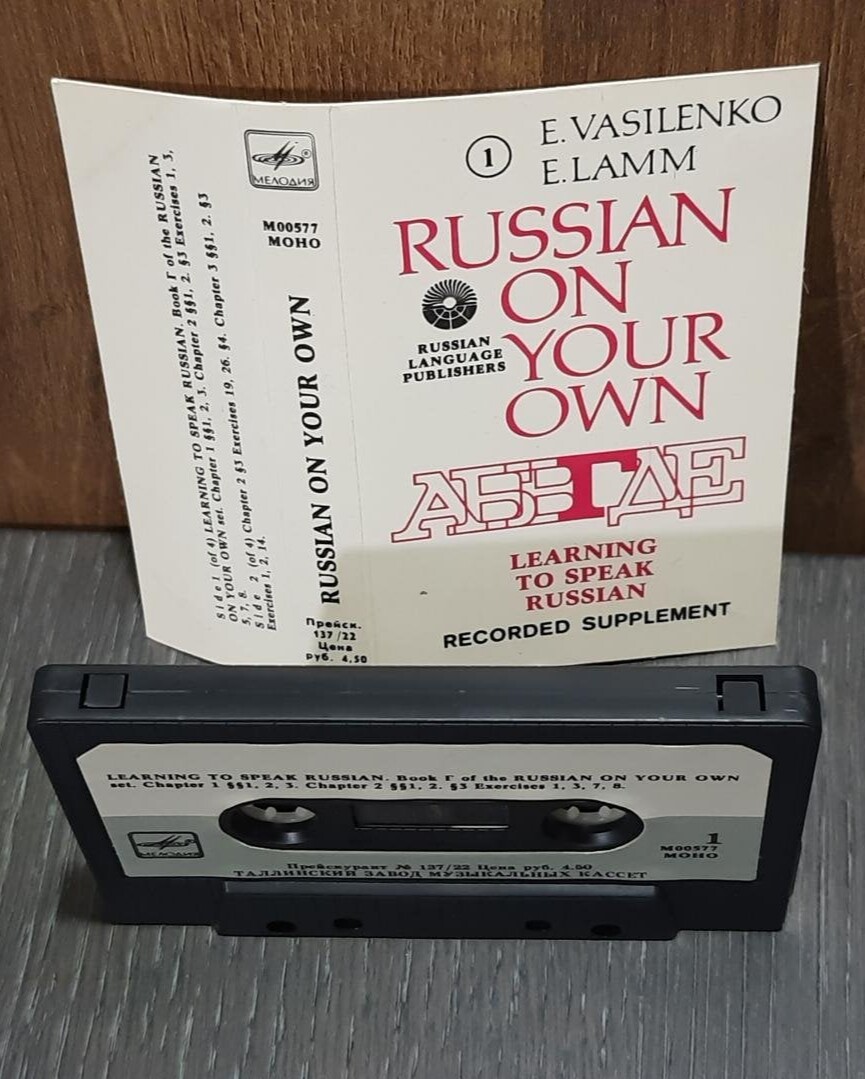 Side 1 (of 4) LEARNING TO SPEAK RUSSIAN. Book Г of the RUSSIAN
ON YOUR OWN set. Chapter 1 §§1, 2, 3. Chapter 2 §§1, 2. §3 Exercises 1, 3,
5, 7, 8.
Side 2 (of 4) Chapter 2 §3 Exercises 19, 26. §4. Chapter 3 §§1, 2. §3
Exercises 1, 2, 14.
МЕЛОДИЯ
М00577
МОНО
RUSSIAN ON YOUR OWN
Прейск.
137/22
Цена
руб. 4.50
1
E. VASILENKO
E. LAMM
RUSSIAN
ON
YOUR
OWN
RUSSIAN
LANGUAGE
PUBLISHERS
АБВГДЕ
LEARNING
TO SPEAK
RUSSIAN
RECORDED SUPPLEMENT
LEARNING TO SPEAK RUSSIAN. Book Г of the RUSSIAN ON YOUR OWN
set. Chapter 1 §§1, 2, 3. Chapter 2 §§1, 2. §3 Exercises 1, 3, 7, 8.
МЕЛОДИЯ
1
М00577
МОНО
Прейскурант № 137/22 Цена руб. 4.50
ТАЛЛИНСКИЙ ЗАВОД МУЗЫКАЛЬНЫХ КАССЕТ